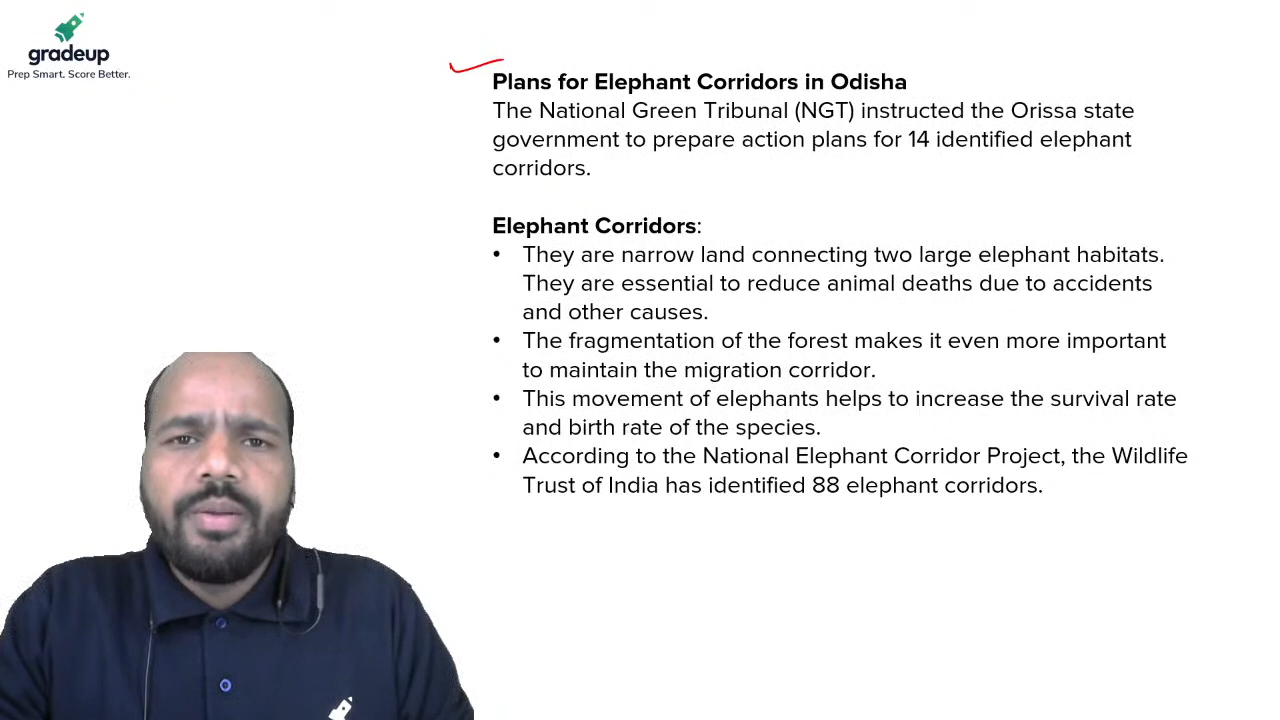 gradeup
Prep Smart. Score Better.
Plans for Elephant Corridors in Odisha
The National Green Tribunal (NGT) instructed the Orissa state
government to prepare action plans for 14 identified elephant
corridors.
Elephant Corridors:
• They are narrow land connecting two large elephant habitats.
They are essential to reduce animal deaths due to accidents
and other causes.
• The fragmentation of the forest makes it even more important
to maintain the migration corridor.
• This movement of elephants helps to increase the survival rate
and birth rate of the species.
• According to the National Elephant Corridor Project, the Wildlife
Trust of India has identified 88 elephant corridors.